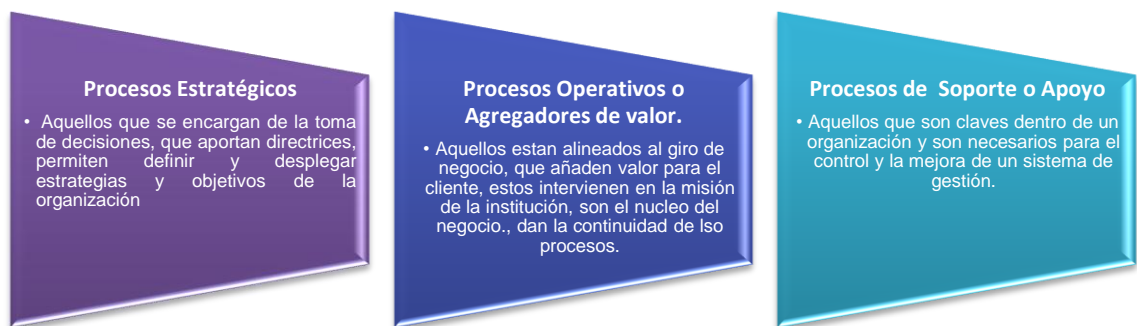 Procesos Estratégicos
• Aquellos que se encargan de la toma
de decisiones, que aportan directrices,
permiten definir y desplegar
estrategias y objetivos de la
organización
Procesos Operativos o
Agregadores de valor.
• Aquellos estan alineados al giro de
negocio, que añaden valor para el
cliente, estos intervienen en la misión
de la institución, son el nucleo del
negocio., dan la continuidad de lso
procesos.
Procesos de Soporte o Apoyo
• Aquellos que son claves dentro de un
organización y son necesarios para el
control y la mejora de un sistema de
gestión.